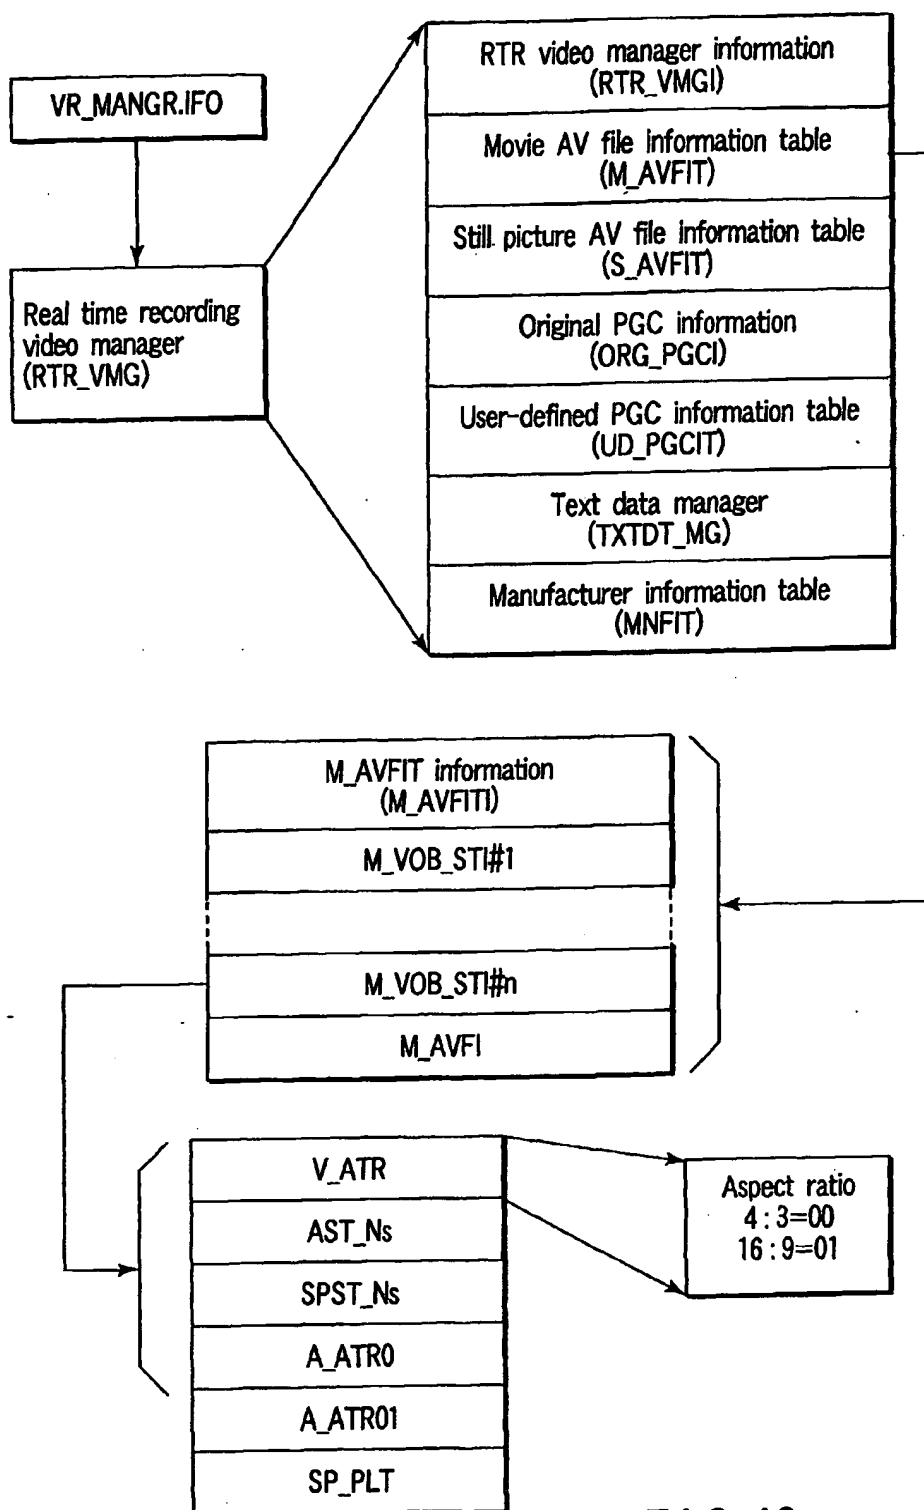 VR_MANGR.IFO
Real time recording
video manager
(RTR_VMG)
RTR video manager information
(RTR_VMGI)
Movie AV file information table
(M_AVFIT)
Still picture AV file information table
(S_AVFIT)
Original PGC information
(ORG_PGCI)
User-defined PGC information table
(UD_PGCIT)
Text data manager
(TXTDT_MG)
Manufacturer information table
(MNFIT)
M_AVFIT information
(M_AVFITI)
M_VOB_STI#1
M_VOB_STI#n
M_AVFI
V_ATR
AST_Ns
SPST_Ns
A_ATR0
A_ATR01
SP_PLT
Aspect ratio
4:3=00
16:9=01